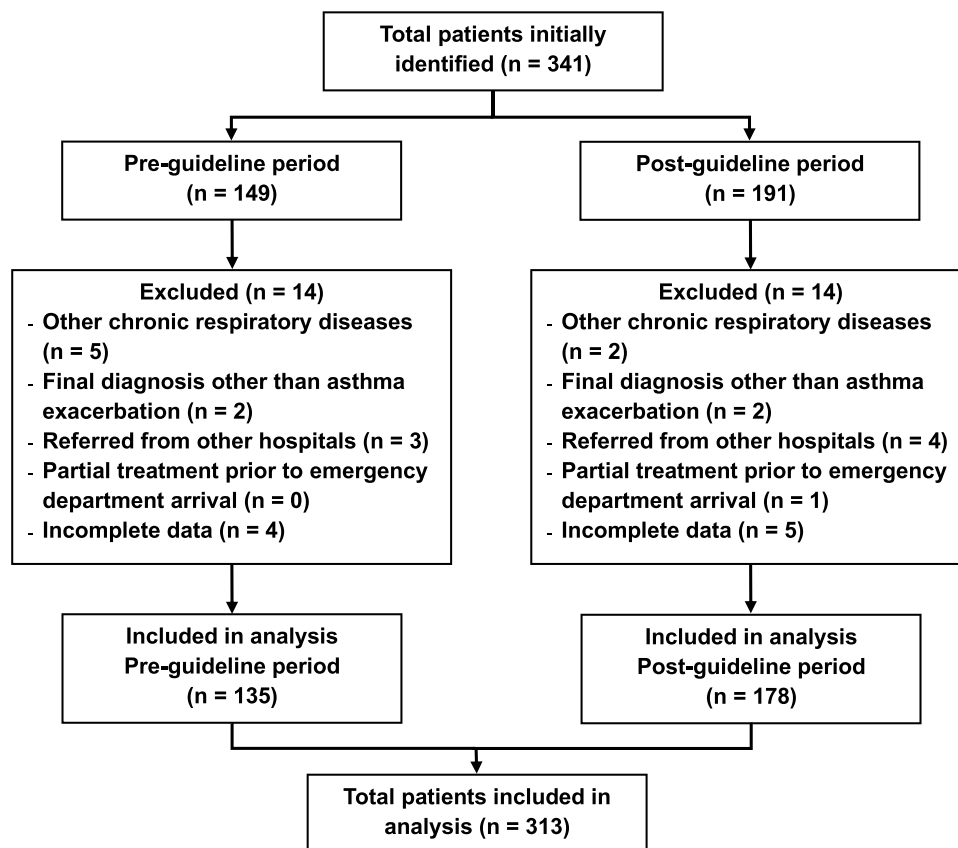 Total patients initially
identified (n = 341)
Pre-guideline period
(n = 149)
Post-guideline period
(n = 191)
Excluded (n = 14)
- Other chronic respiratory diseases
(n = 5)
- Final diagnosis other than asthma
exacerbation (n = 2)
- Referred from other hospitals (n = 3)
- Partial treatment prior to emergency
department arrival (n = 0)
- Incomplete data (n = 4)
Excluded (n = 14)
- Other chronic respiratory diseases
(n = 2)
- Final diagnosis other than asthma
exacerbation (n = 2)
- Referred from other hospitals (n = 4)
- Partial treatment prior to emergency
department arrival (n = 1)
- Incomplete data (n = 5)
Included in analysis
Pre-guideline period
(n = 135)
Included in analysis
Post-guideline period
(n = 178)
Total patients included in
analysis (n = 313)